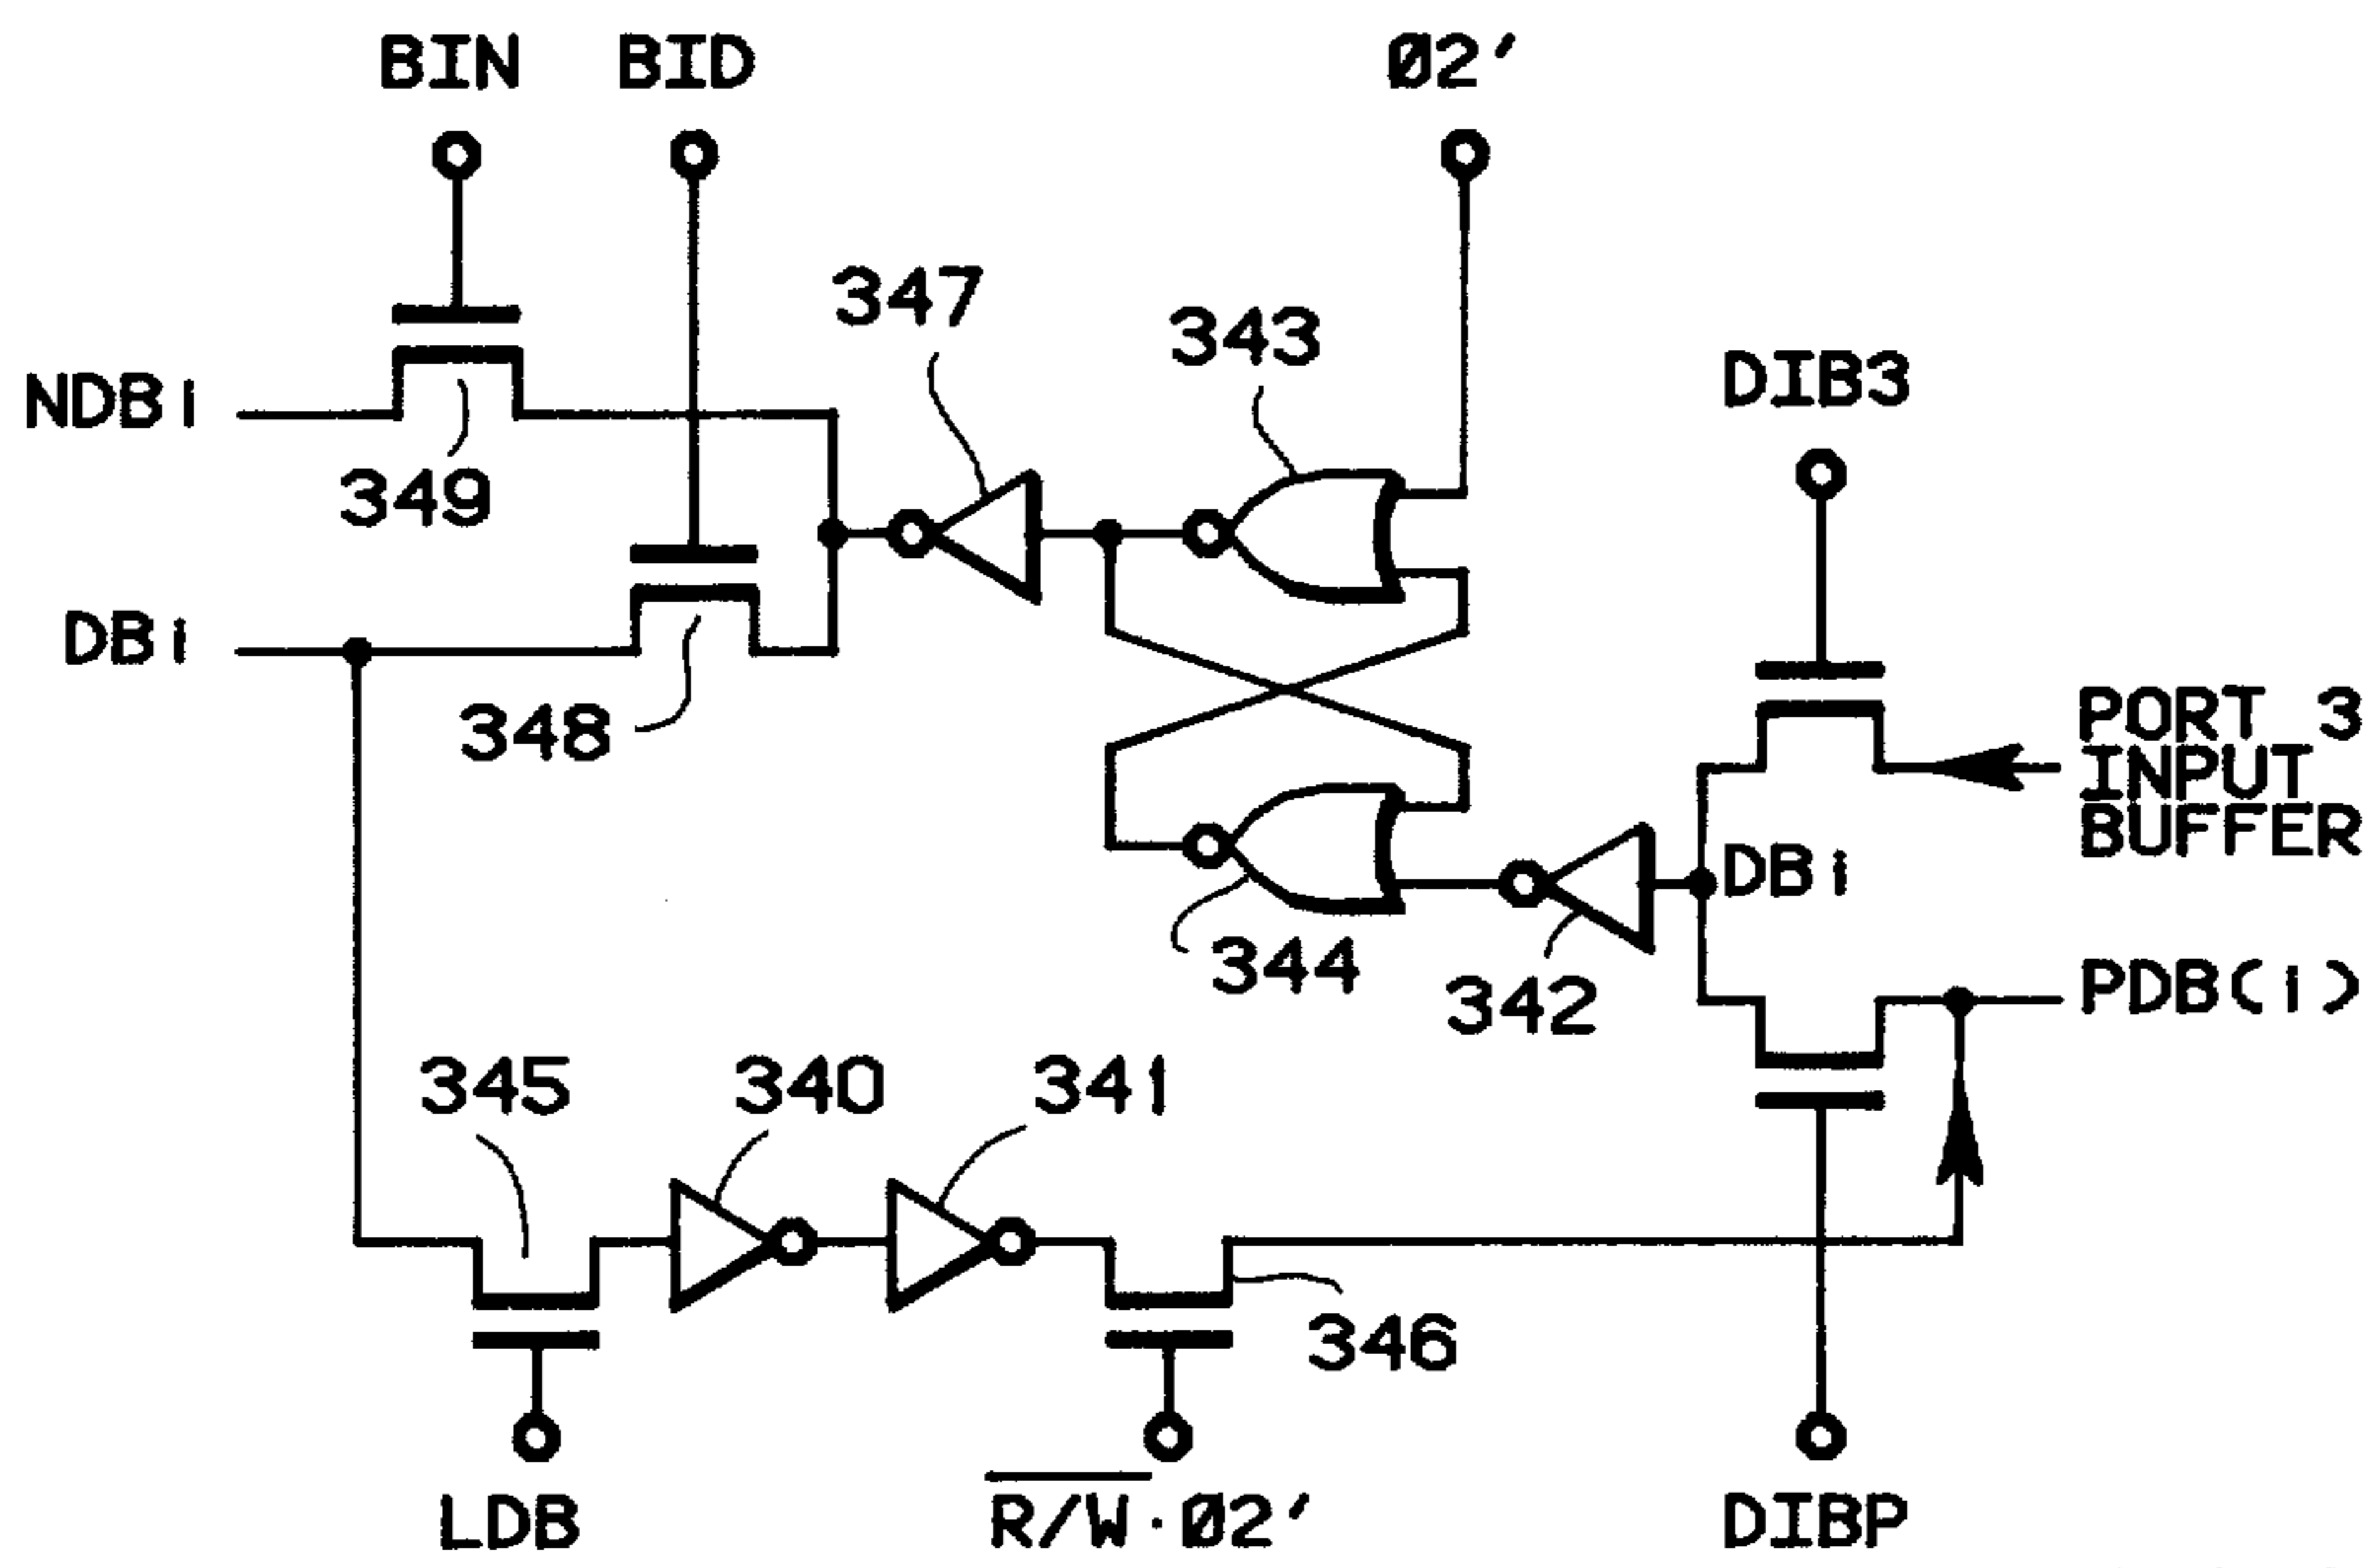 BIN BID Ø2'
347
343
DIB3
NDBi
349
DBi
348
PORT 3
INPUT
BUFFER
DBi
344
342
PDB(i)
345 340 341
346
LDB R/W·Ø2' DIBP